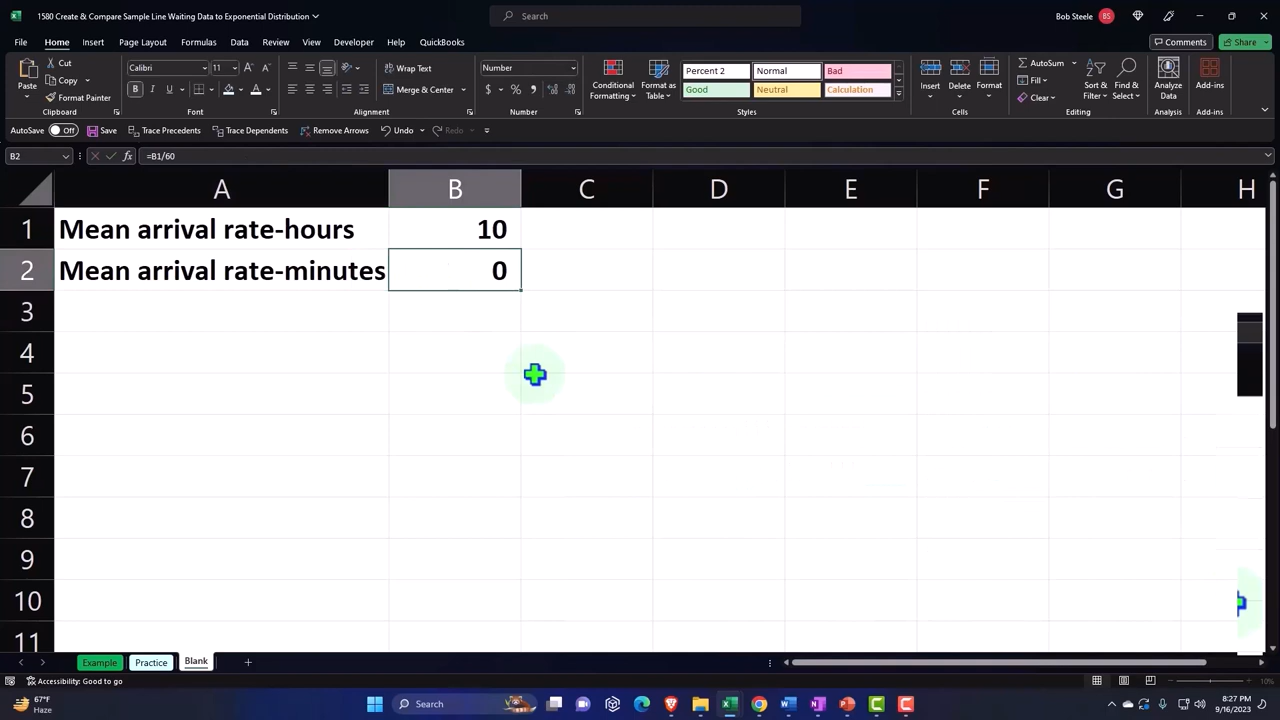 1580 Create & Compare Sample Line Waiting Data to Exponential Distribution
Search
Bob Steele BS
File Home Insert Page Layout Formulas Data Review View Developer Help QuickBooks
Comments Share
Paste
Cut
Copy
Format Painter
Clipboard
Calibri 11
B I U
Font
Wrap Text
Merge & Center
Alignment
Number
$ % 9
Number
Conditional Formatting
Format as Table
Percent 2 Normal Bad
Good Neutral Calculation
Styles
Insert Delete Format
Cells
AutoSum
Fill
Clear
Sort & Filter
Find & Select
Editing
Analyze Data
Analysis
Add-ins
Add-ins
AutoSave Off Save Trace Precedents Trace Dependents Remove Arrows Undo Redo
B2 fx =B1/60
A B C D E F G H
1 Mean arrival rate-hours 10
2 Mean arrival rate-minutes 0
3
4
5
6
7
8
9
10
11
Example Practice Blank
Accessibility: Good to go
10%
67°F
Haze
Search
8:27 PM
9/16/2023